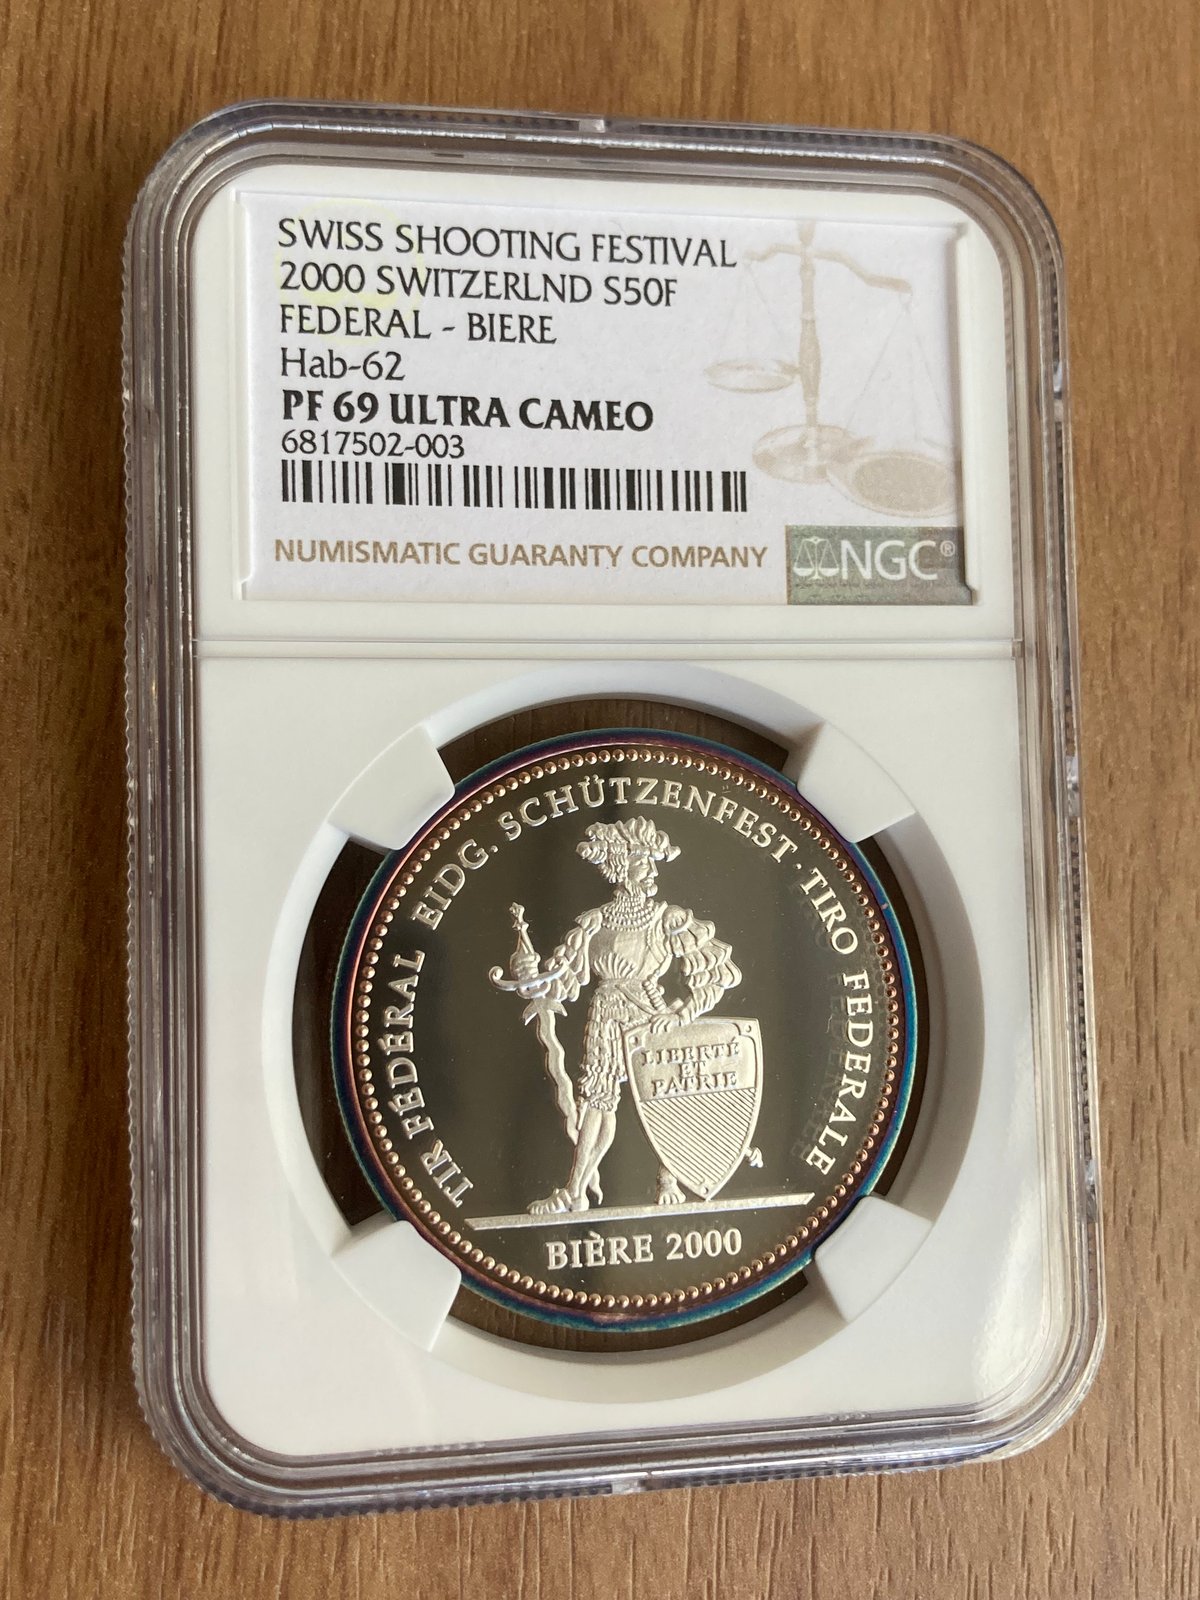 SWISS SHOOTING FESTIVAL
2000 SWITZERLND S50F
FEDERAL - BIERE
Hab-62
PF 69 ULTRA CAMEO
6817502-003
NUMISMATIC GUARANTY COMPANY
NGC®
TIR FÉDÉRAL EIDG. SCHÜTZENFEST · TIRO FEDERALE
LIBERTÉ
ET
PATRIE
BIÈRE 2000